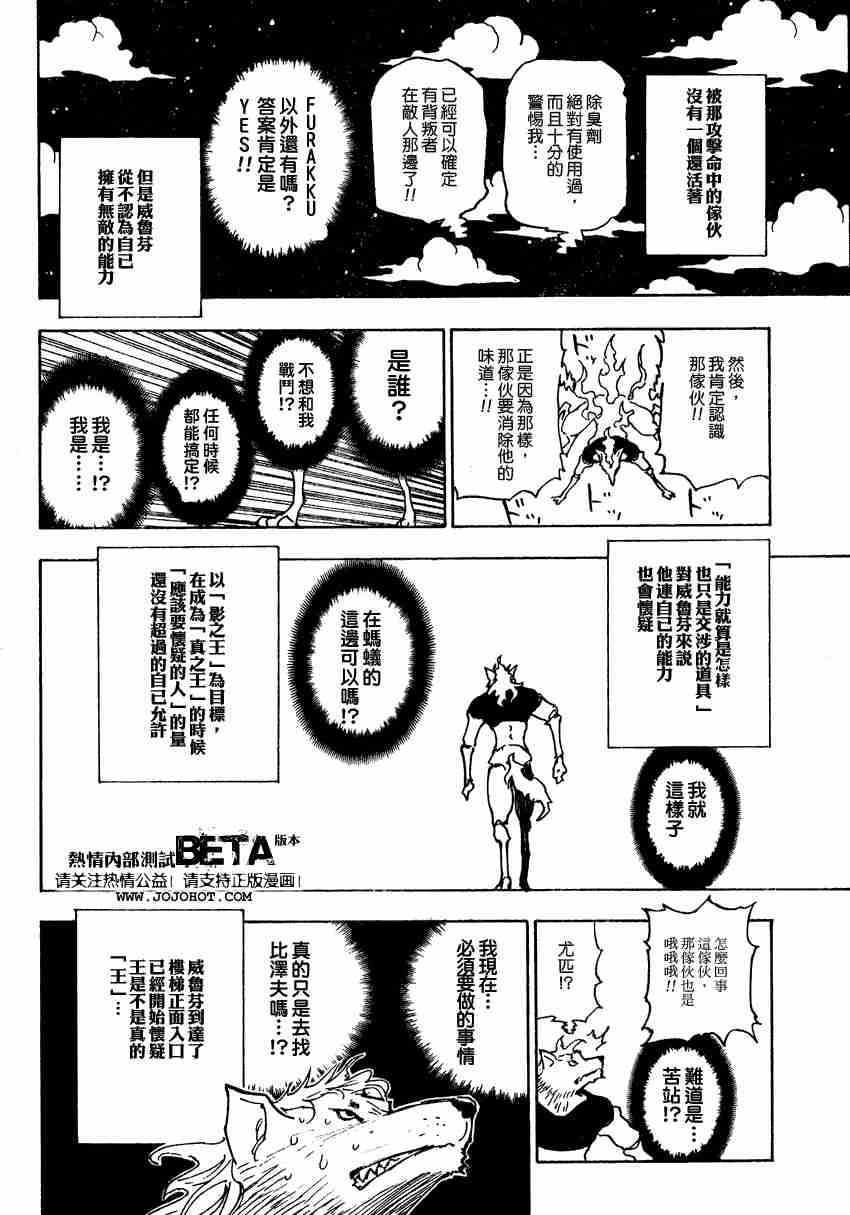 被那攻擊命中的傢伙
沒有一個還活著
除臭劑
絕對有使用過，
而且十分的
警惕我…
已經可以確定
有背叛者
在敵人那邊了!!
FURAKKU
以外還有嗎？
答案肯定是
YES!!
但是威魯芬
從不認為自己
擁有無敵的能力
然後，
我肯定認識
那傢伙!!
正是因為那樣，
那傢伙要消除他的
味道…!!
是誰？
不想和我
戰鬥!?
任何時候
都能搞定!?
我是…!?
我是……
「能力就算是怎樣
也只是交涉的道具」
對威魯芬來說
他連自己的能力
也會懷疑
我就
這樣子
在螞蟻的
這邊可以嗎!?
以「影之王」為目標，
在成為「真之王」的時候
「應該要懷疑的人」的量
還沒有超過的自己允許
熱情內部測試 BETA 版本
请关注热情公益| 请支持正版漫画|
WWW.JOJOHOT.COM
怎麼回事
這傢伙，
那傢伙也是
哦哦哦!!
尤匹!?
難道是…
苦站!?
我現在…
必須要做的事情
真的只是去找
比澤夫嗎…!?
威魯芬到達了
樓梯正面入口
已經開始懷疑
王是不是真的
「王」…